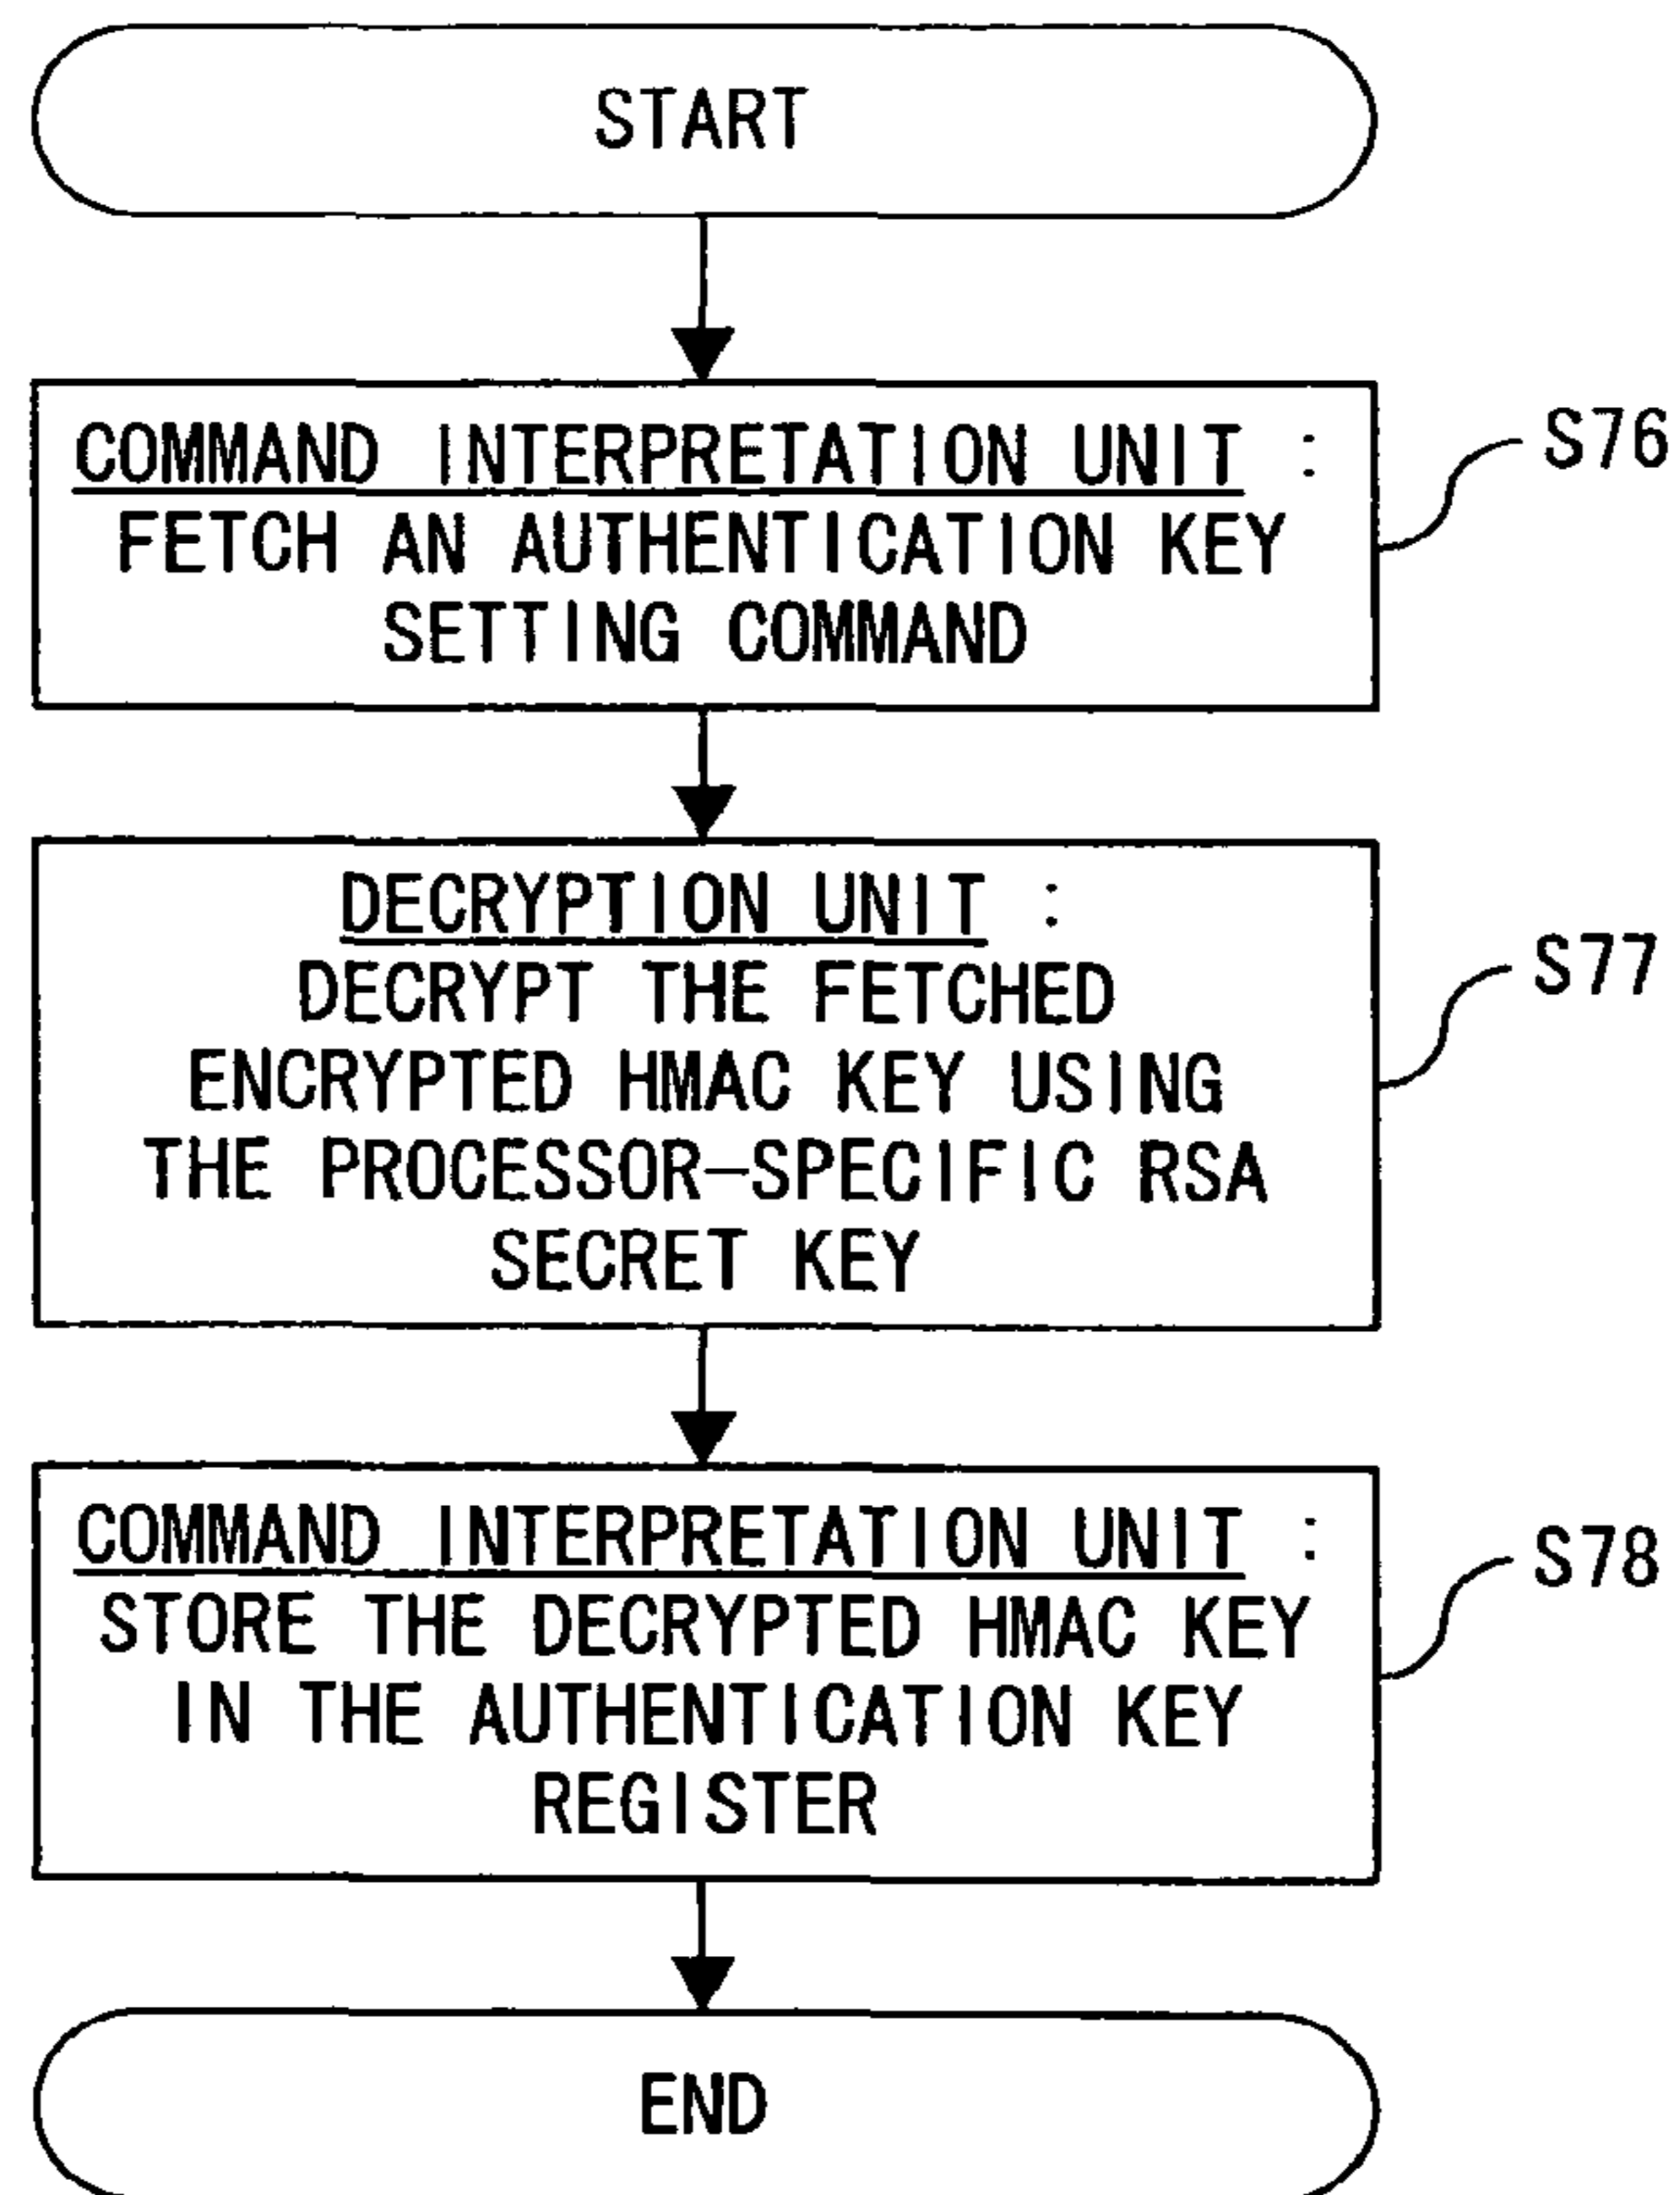 START
COMMAND INTERPRETATION UNIT :
FETCH AN AUTHENTICATION KEY
SETTING COMMAND
S76
DECRYPTION UNIT :
DECRYPT THE FETCHED
ENCRYPTED HMAC KEY USING
THE PROCESSOR-SPECIFIC RSA
SECRET KEY
S77
COMMAND INTERPRETATION UNIT :
STORE THE DECRYPTED HMAC KEY
IN THE AUTHENTICATION KEY
REGISTER
S78
END